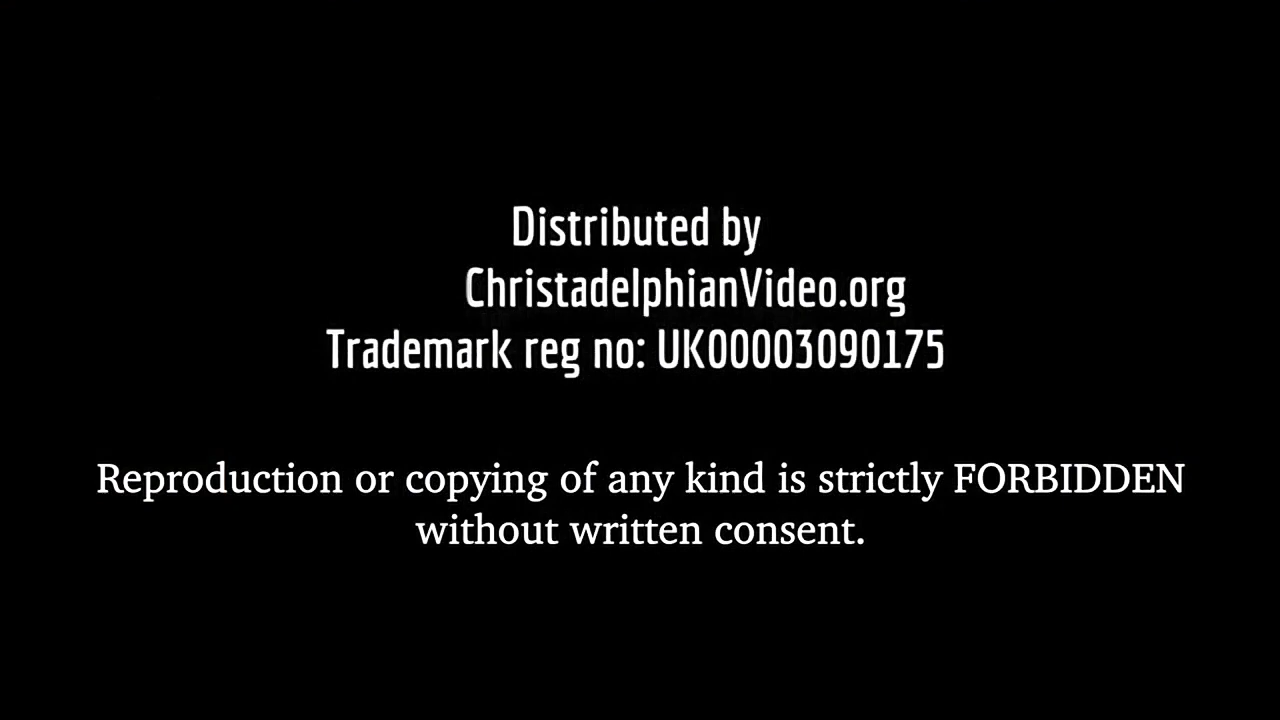 Distributed by
ChristadelphianVideo.org
Trademark reg no: UK00003090175
Reproduction or copying of any kind is strictly FORBIDDEN
without written consent.